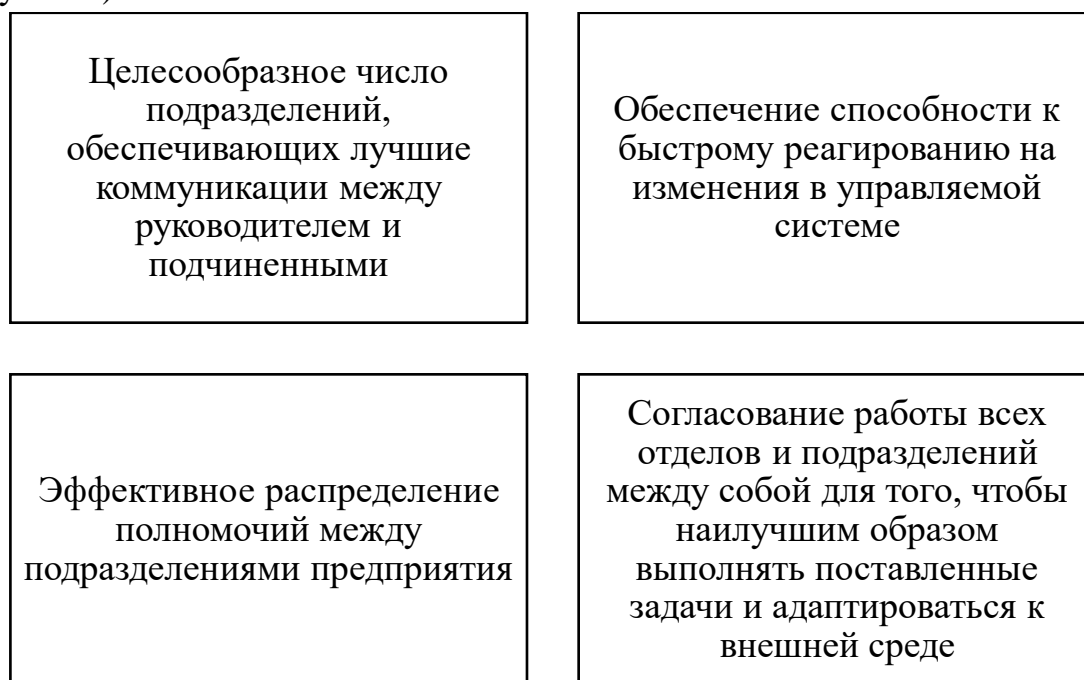 Целесообразное число
подразделений,
обеспечивающих лучшие
коммуникации между
руководителем и
подчиненными
Обеспечение способности к
быстрому реагированию на
изменения в управляемой
системе
Эффективное распределение
полномочий между
подразделениями предприятия
Согласование работы всех
отделов и подразделений
между собой для того, чтобы
наилучшим образом
выполнять поставленные
задачи и адаптироваться к
внешней среде